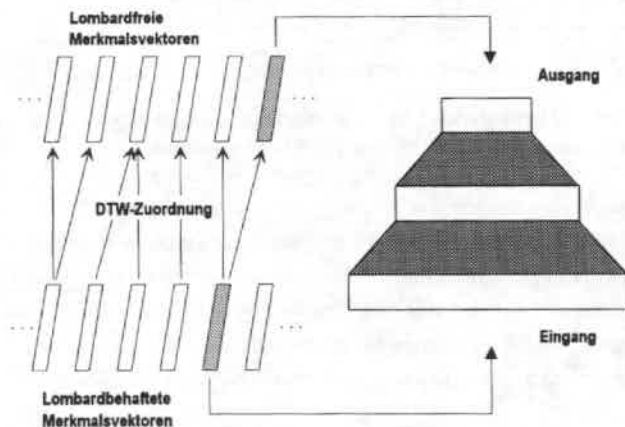 Lombardfreie
Merkmalsvektoren
Ausgang
DTW-Zuordnung
Eingang
Lombardbehaftete
Merkmalsvektoren